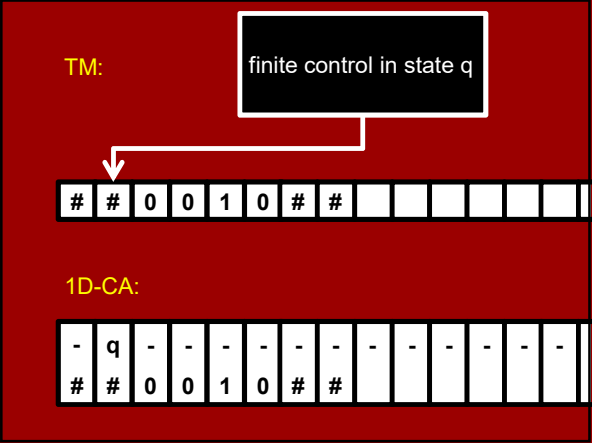 TM:
finite control in state q
# # 0 0 1 0 # #
1D-CA:
- q - - - - - - - - - - - -
# # 0 0 1 0 # #